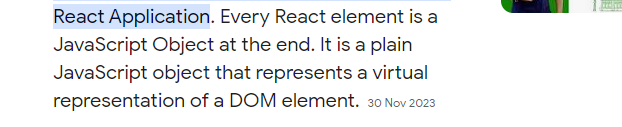 React Application. Every React element is a
JavaScript Object at the end. It is a plain
JavaScript object that represents a virtual
representation of a DOM element. 30 Nov 2023